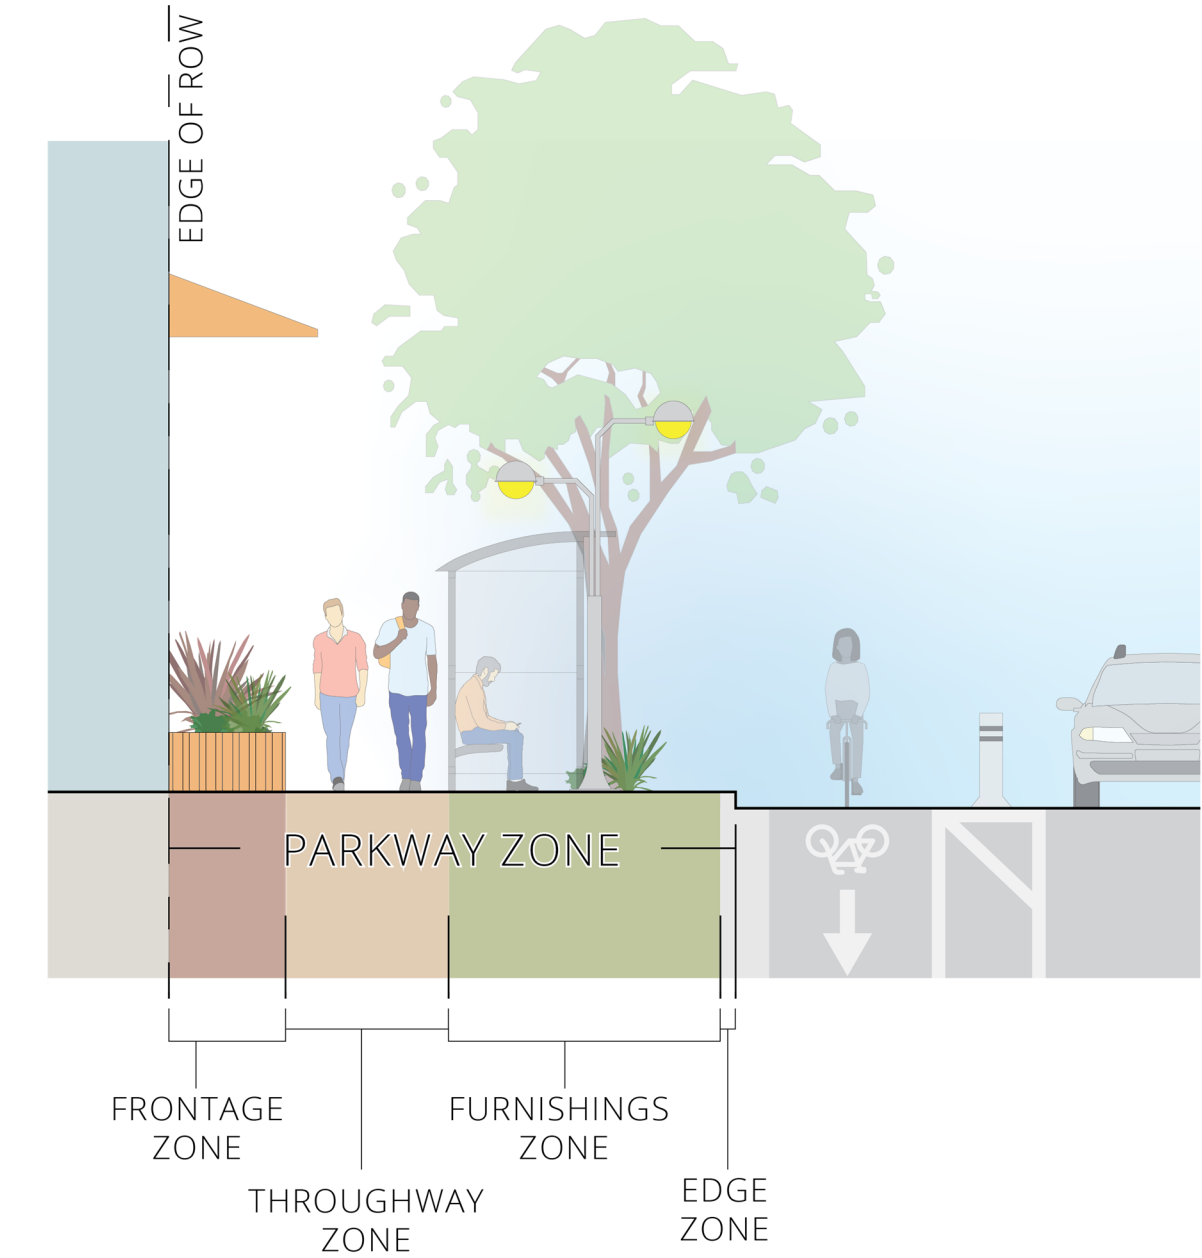 EDGE OF ROW
PARKWAY ZONE
FRONTAGE
ZONE
THROUGHWAY
ZONE
FURNISHINGS
ZONE
EDGE
ZONE